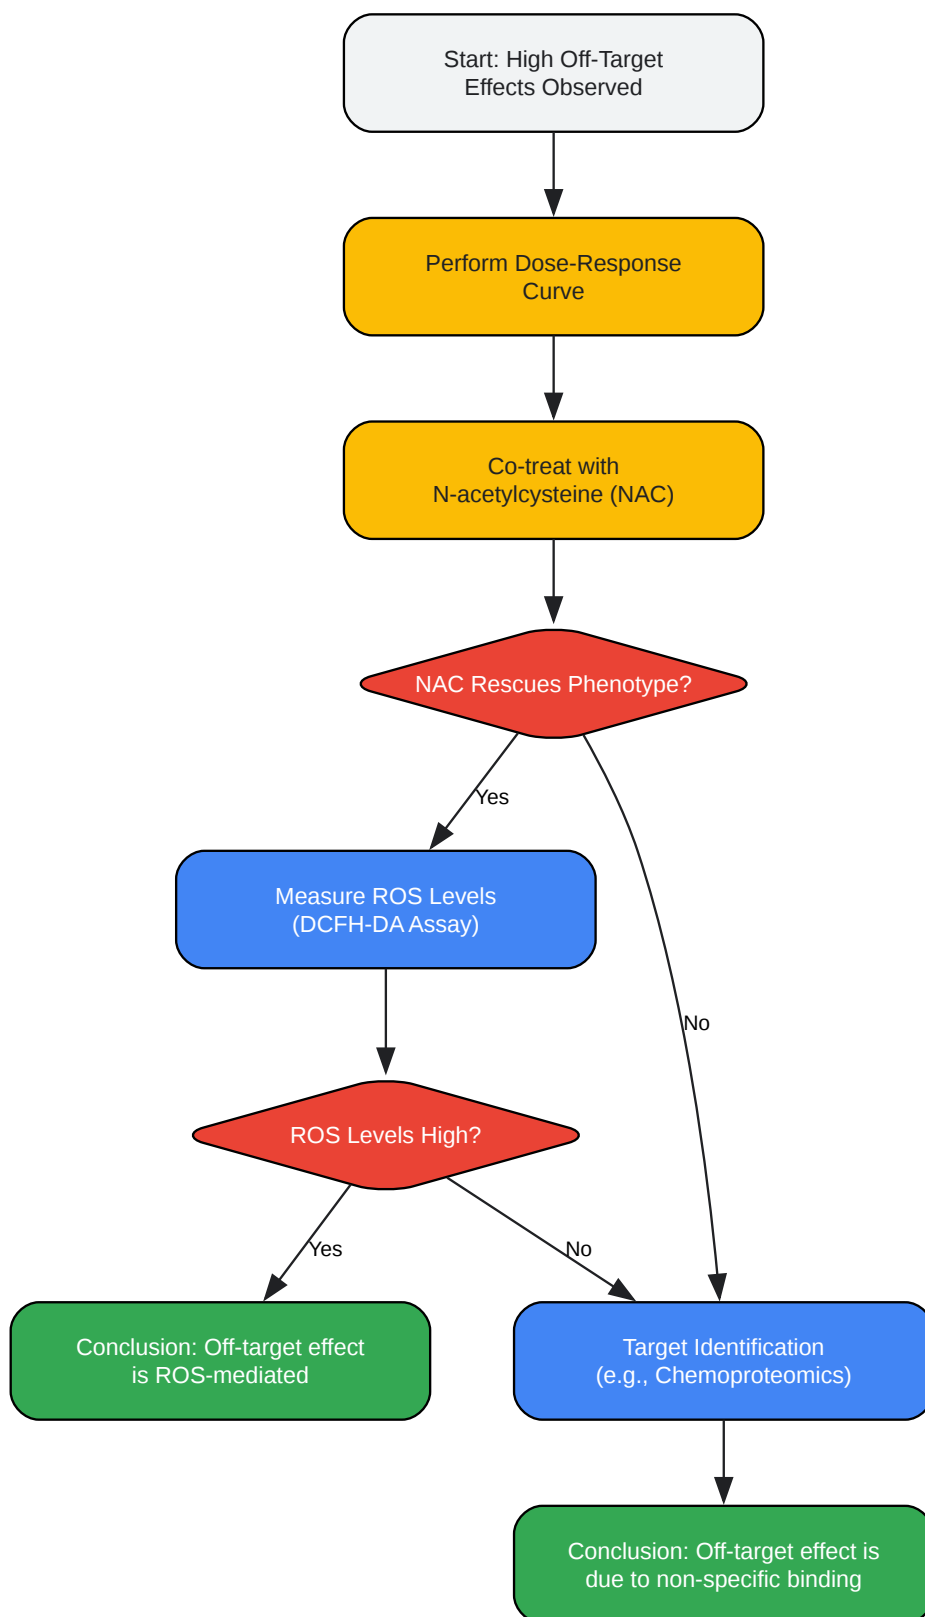 Start: High Off-Target
Effects Observed
Perform Dose-Response
Curve
Co-treat with
N-acetylcysteine (NAC)
NAC Rescues Phenotype?
Yes
Measure ROS Levels
(DCFH-DA Assay)
No
ROS Levels High?
Yes
No
Conclusion: Off-target effect
is ROS-mediated
Target Identification
(e.g., Chemoproteomics)
Conclusion: Off-target effect is
due to non-specific binding